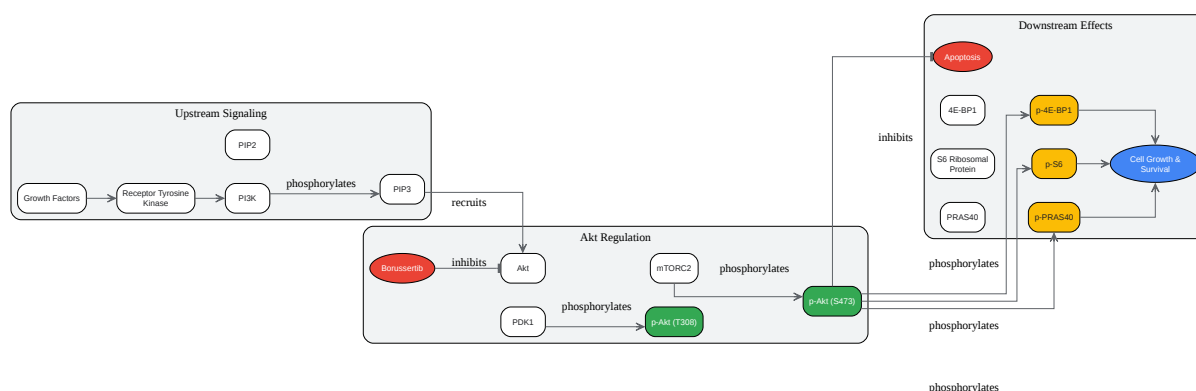 Upstream Signaling
PIP2
Growth Factors
Receptor Tyrosine
Kinase
PI3K
phosphorylates
PIP3
recruits
Akt Regulation
Borussertib
inhibits
Akt
mTORC2
phosphorylates
PDK1
phosphorylates
p-Akt (T308)
p-Akt (S473)
inhibits
Downstream Effects
Apoptosis
4E-BP1
p-4E-BP1
S6 Ribosomal
Protein
p-S6
Cell Growth &
Survival
PRAS40
p-PRAS40
phosphorylates
phosphorylates
phosphorylates